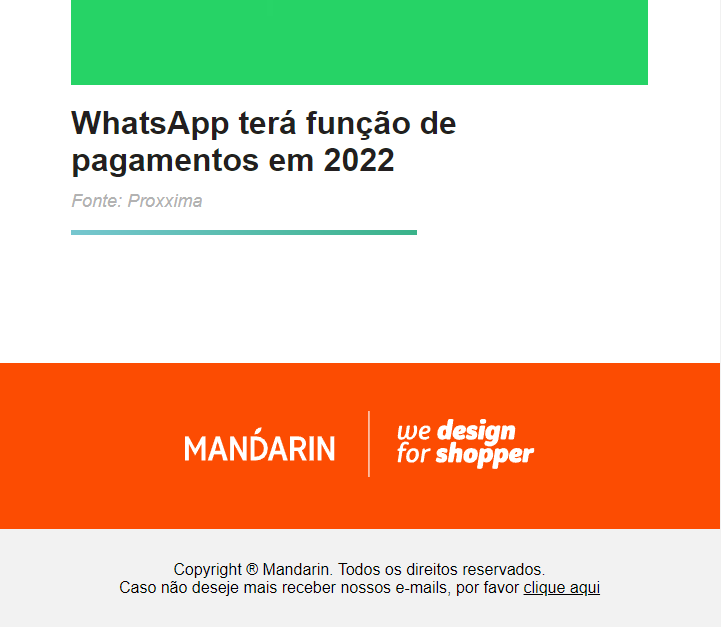 WhatsApp terá função de
pagamentos em 2022
Fonte: Proxxima
MANDARIN
we design
for shopper
Copyright ® Mandarin. Todos os direitos reservados.
Caso não deseje mais receber nossos e-mails, por favor clique aqui